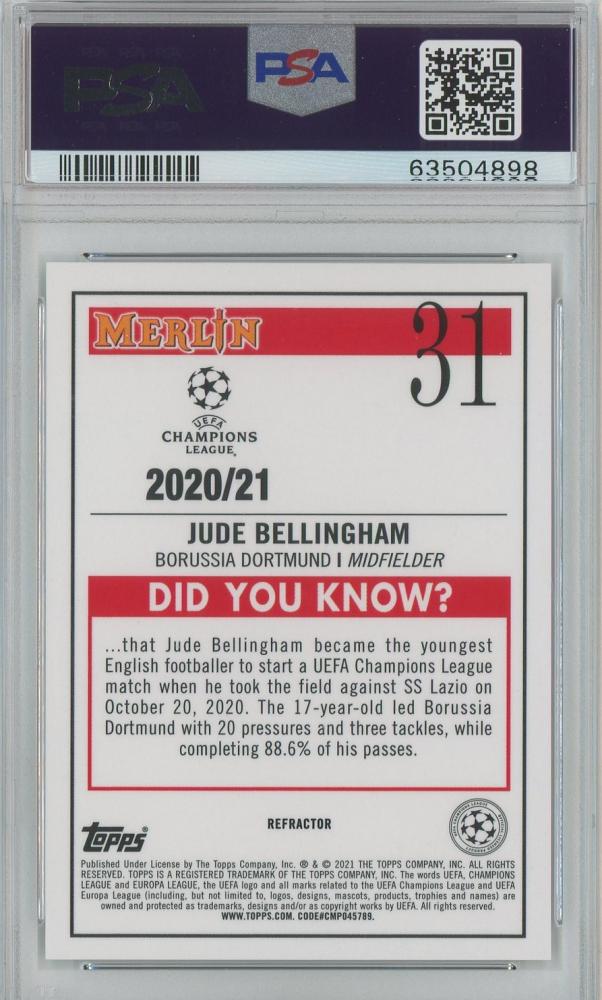 PSA
PSA
63504898
MERLIN
31
UEFA
CHAMPIONS
LEAGUE®
2020/21
JUDE BELLINGHAM
BORUSSIA DORTMUND | MIDFIELDER
DID YOU KNOW?
...that Jude Bellingham became the youngest
English footballer to start a UEFA Champions League
match when he took the field against SS Lazio on
October 20, 2020. The 17-year-old led Borussia
Dortmund with 20 pressures and three tackles, while
completing 88.6% of his passes.
REFRACTOR
Topps®
Published Under License by The Topps Company, Inc. ® & © 2021 THE TOPPS COMPANY, INC. ALL RIGHTS
RESERVED. TOPPS IS A REGISTERED TRADEMARK OF THE TOPPS COMPANY, INC. The words UEFA, CHAMPIONS
LEAGUE and EUROPA LEAGUE, the UEFA logo and all marks related to the UEFA Champions League and UEFA
Europa League (including, but not limited to, logos, designs, mascots, products, trophies and names) are
owned and protected as trademarks, designs and/or as copyright works by UEFA. All rights reserved.
WWW.TOPPS.COM. CODE#CMP045789.